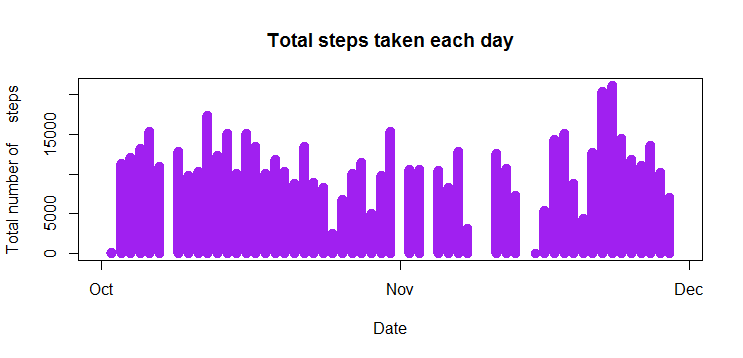 Total steps taken each day
Total number of steps
15000
5000
0
Oct Nov Dec
Date